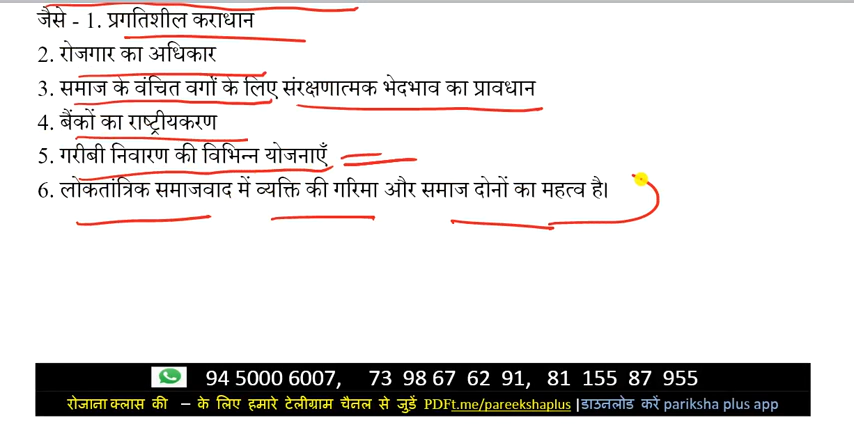 जैसे - 1. प्रगतिशील कराधान
2. रोजगार का अधिकार
3. समाज के वंचित वर्गों के लिए संरक्षणात्मक भेदभाव का प्रावधान
4. बैंकों का राष्ट्रीयकरण
5. गरीबी निवारण की विभिन्न योजनाएँ
6. लोकतांत्रिक समाजवाद में व्यक्ति की गरिमा और समाज दोनों का महत्व है।
94 5000 6007, 73 98 67 62 91, 81 155 87 955
रोजाना क्लास की – के लिए हमारे टेलीग्राम चैनल से जुड़ें PDFt.me/pareekshaplus |डाउनलोड करें pariksha plus app